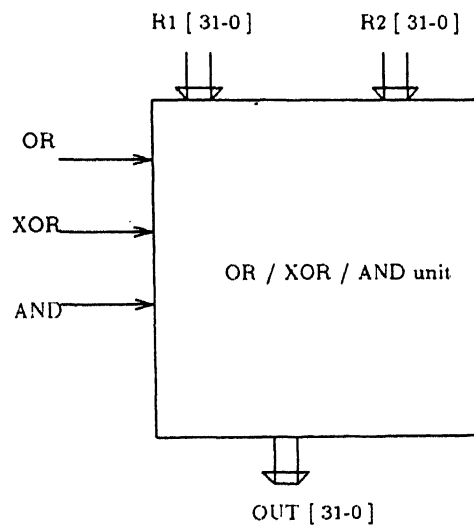 R1 [ 31-0 ] R2 [ 31-0 ]
OR
XOR
OR / XOR / AND unit
AND
OUT [ 31-0 ]